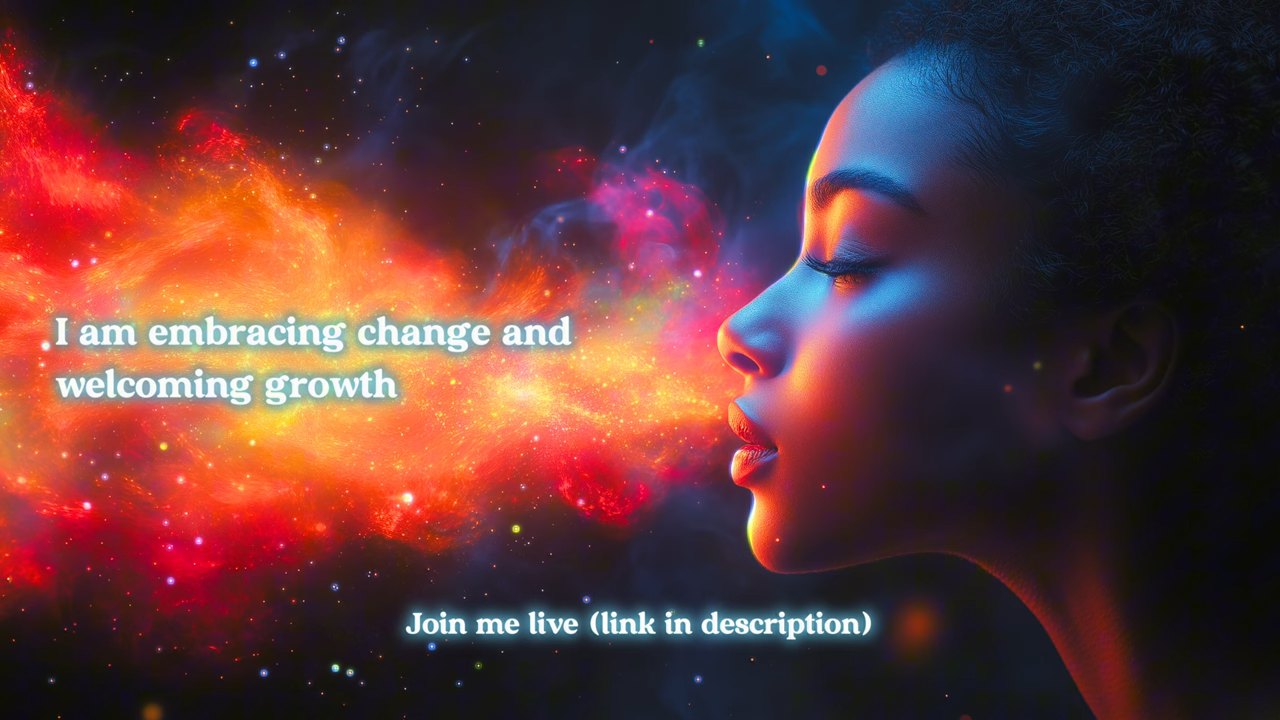 I am embracing change and
welcoming growth
Join me live (link in description)